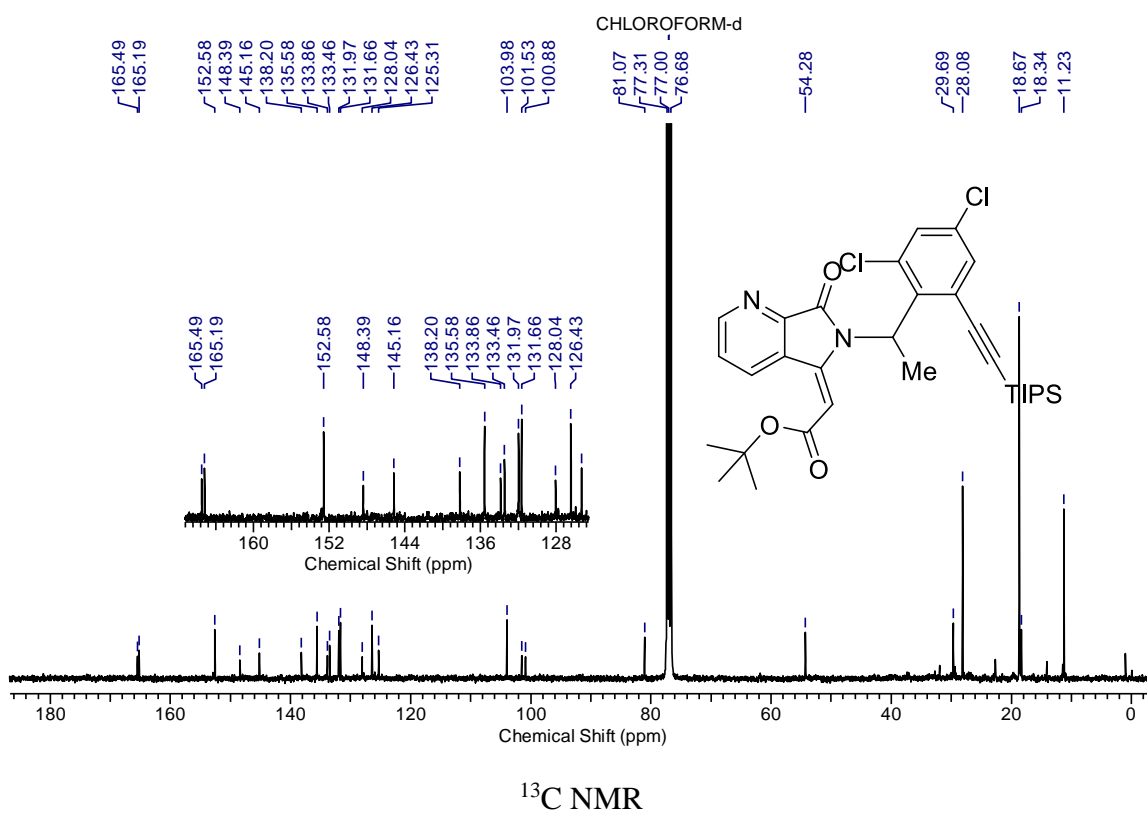 CHLOROFORM-d
165.49
165.19
152.58
148.39
145.16
138.20
135.58
133.86
133.46
131.97
131.66
128.04
126.43
125.31
103.98
101.53
100.88
81.07
77.31
77.00
76.68
54.28
29.69
28.08
18.67
18.34
11.23
Cl
Cl
O
N
N
Me
TIPS
O
O
165.49
165.19
152.58
148.39
145.16
138.20
135.58
133.86
133.46
131.97
131.66
128.04
126.43
160 152 144 136 128
Chemical Shift (ppm)
180 160 140 120 100 80 60 40 20 0
Chemical Shift (ppm)
13C NMR